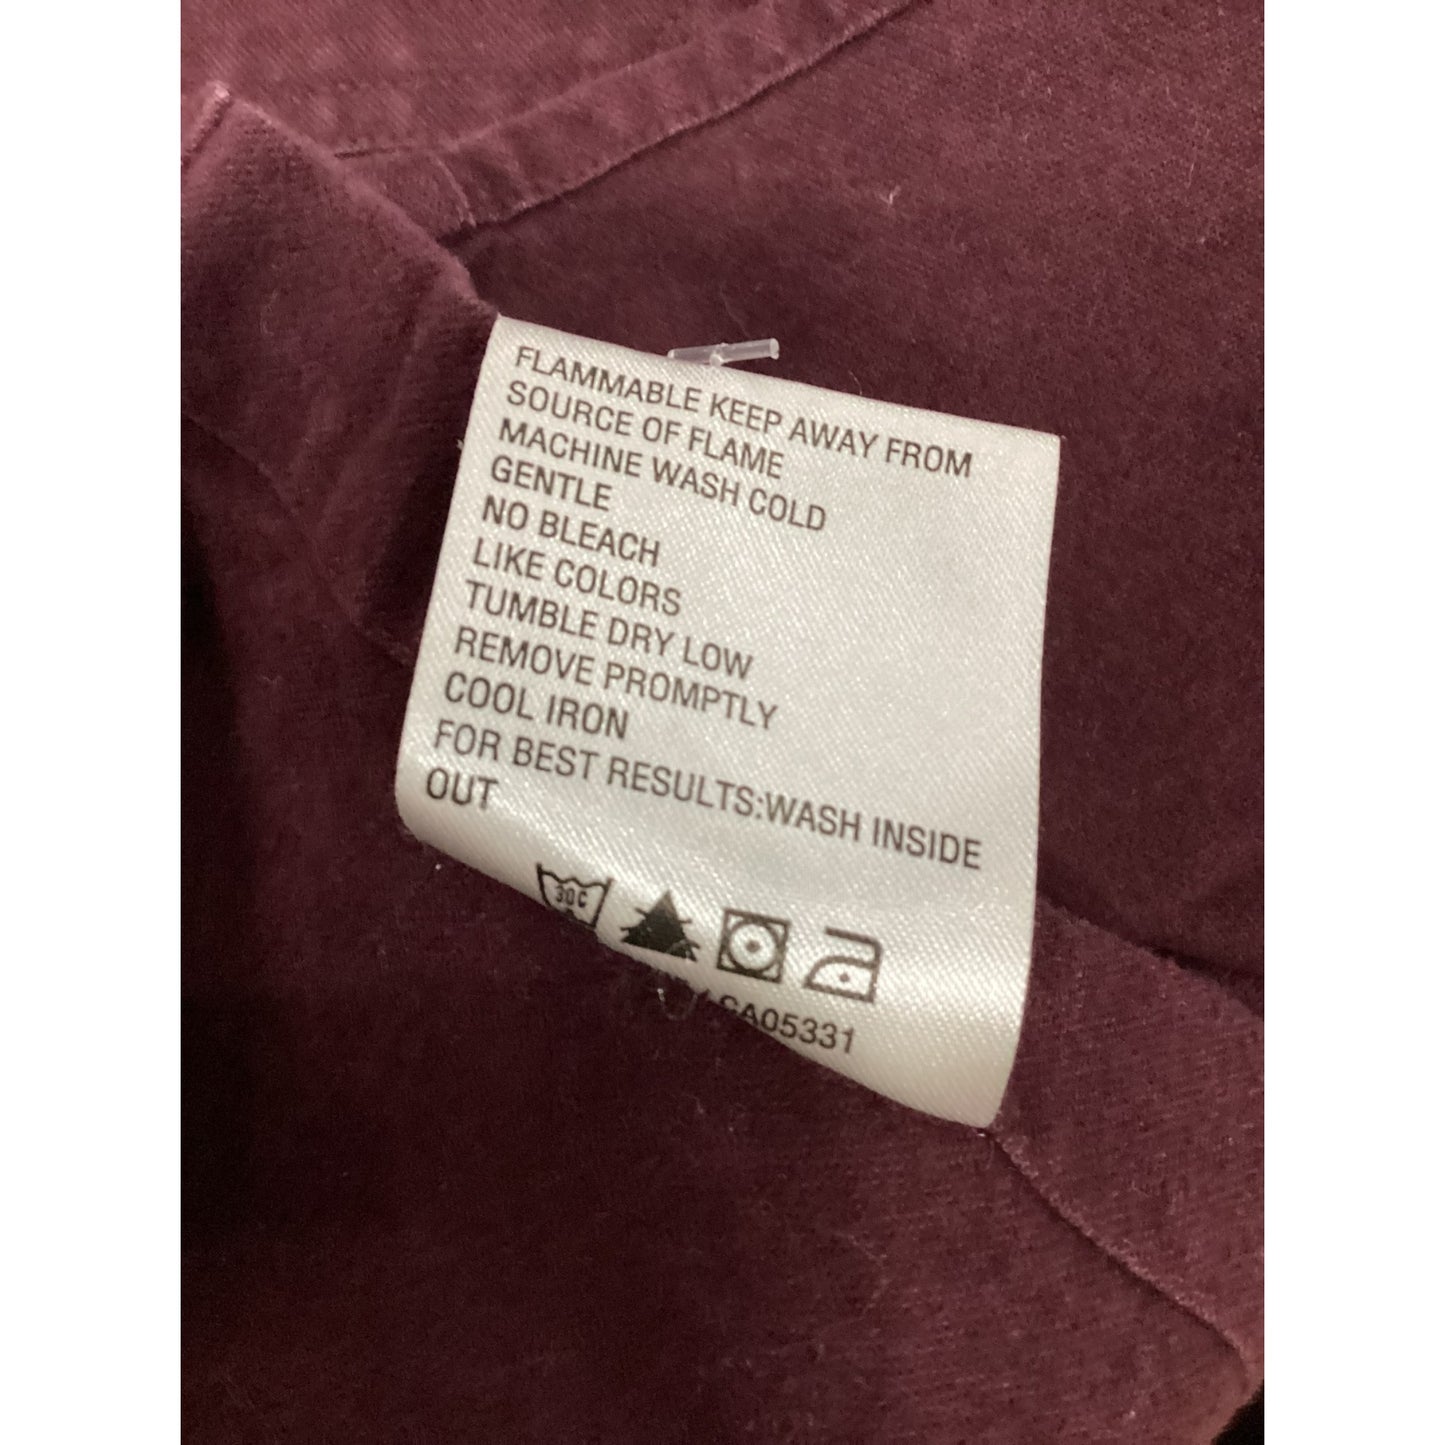 FLAMMABLE KEEP AWAY FROM
SOURCE OF FLAME
MACHINE WASH COLD
GENTLE
NO BLEACH
LIKE COLORS
TUMBLE DRY LOW
REMOVE PROMPTLY
COOL IRON
FOR BEST RESULTS:WASH INSIDE
OUT
30C
CA05331